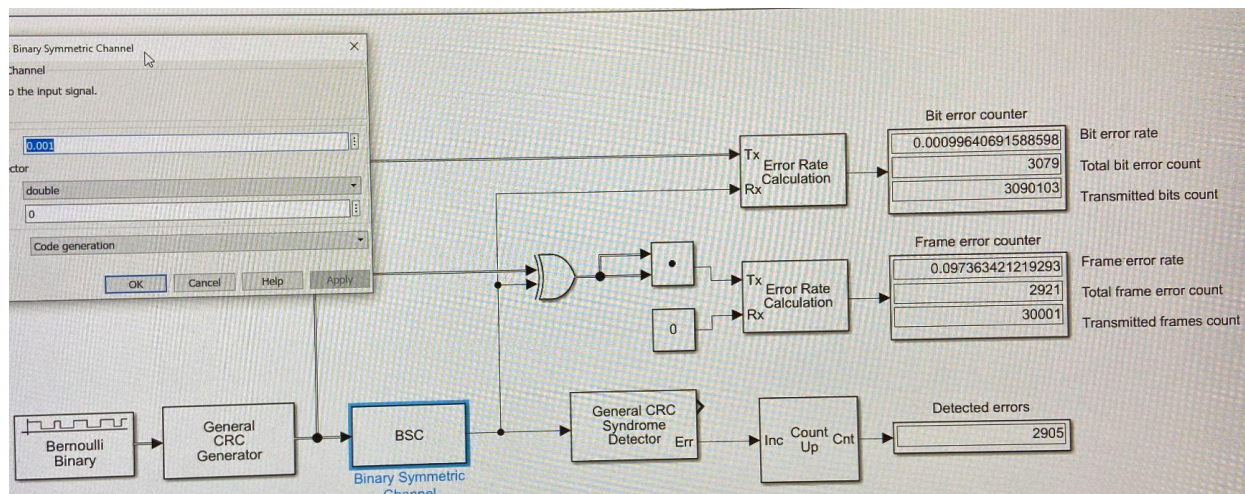 Binary Symmetric Channel
Channel
o the input signal.
0.001
ctor
double
0
Code generation
OK
Cancel
Help
Apply
Tx
Rx
Error Rate
Calculation
Bit error counter
0.00099640691588598
3079
3090103
Bit error rate
Total bit error count
Transmitted bits count
Tx
Rx
Error Rate
Calculation
0
Frame error counter
0.097363421219293
2921
30001
Frame error rate
Total frame error count
Transmitted frames count
Bernoulli
Binary
General
CRC
Generator
BSC
Binary Symmetric
Channel
General CRC
Syndrome
Detector
Err
Inc
Count
Up
Cnt
Detected errors
2905